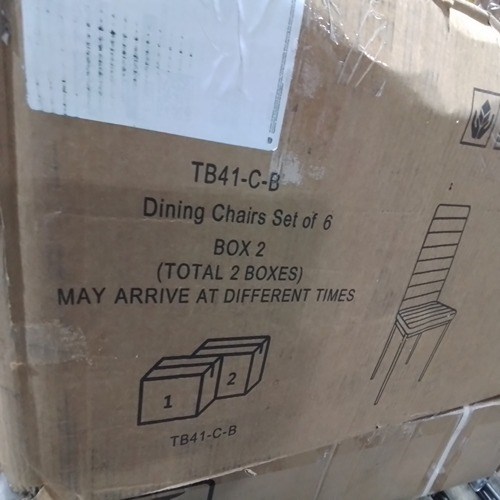 TB41-C-B
Dining Chairs Set of 6
BOX 2
(TOTAL 2 BOXES)
MAY ARRIVE AT DIFFERENT TIMES
1
2
TB41-C-B